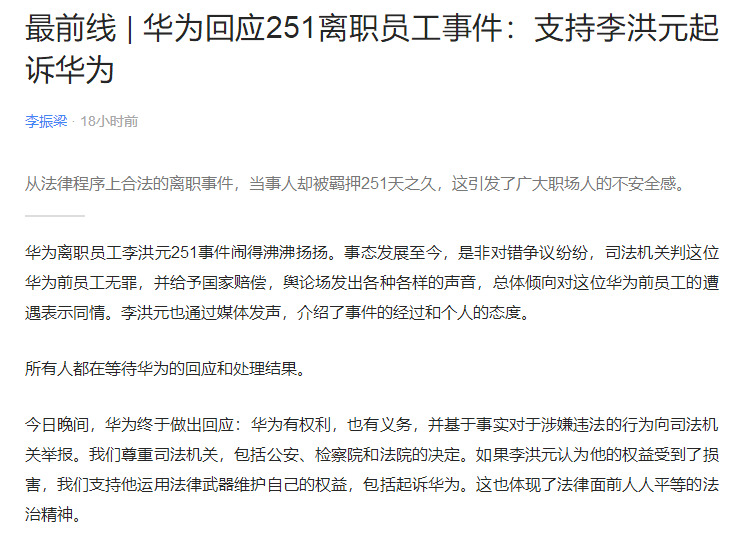 最前线 | 华为回应251离职员工事件：支持李洪元起
诉华为
李振梁 · 18小时前
从法律程序上合法的离职事件，当事人却被羁押251天之久，这引发了广大职场人的不安全感。
华为离职员工李洪元251事件闹得沸沸扬扬。事态发展至今，是非对错争议纷纷，司法机关判这位
华为前员工无罪，并给予国家赔偿，舆论场发出各种各样的声音，总体倾向对这位华为前员工的遭
遇表示同情。李洪元也通过媒体发声，介绍了事件的经过和个人的态度。
所有人都在等待华为的回应和处理结果。
今日晚间，华为终于做出回应：华为有权利，也有义务，并基于事实对于涉嫌违法的行为向司法机
关举报。我们尊重司法机关，包括公安、检察院和法院的决定。如果李洪元认为他的权益受到了损
害，我们支持他运用法律武器维护自己的权益，包括起诉华为。这也体现了法律面前人人平等的法
治精神。